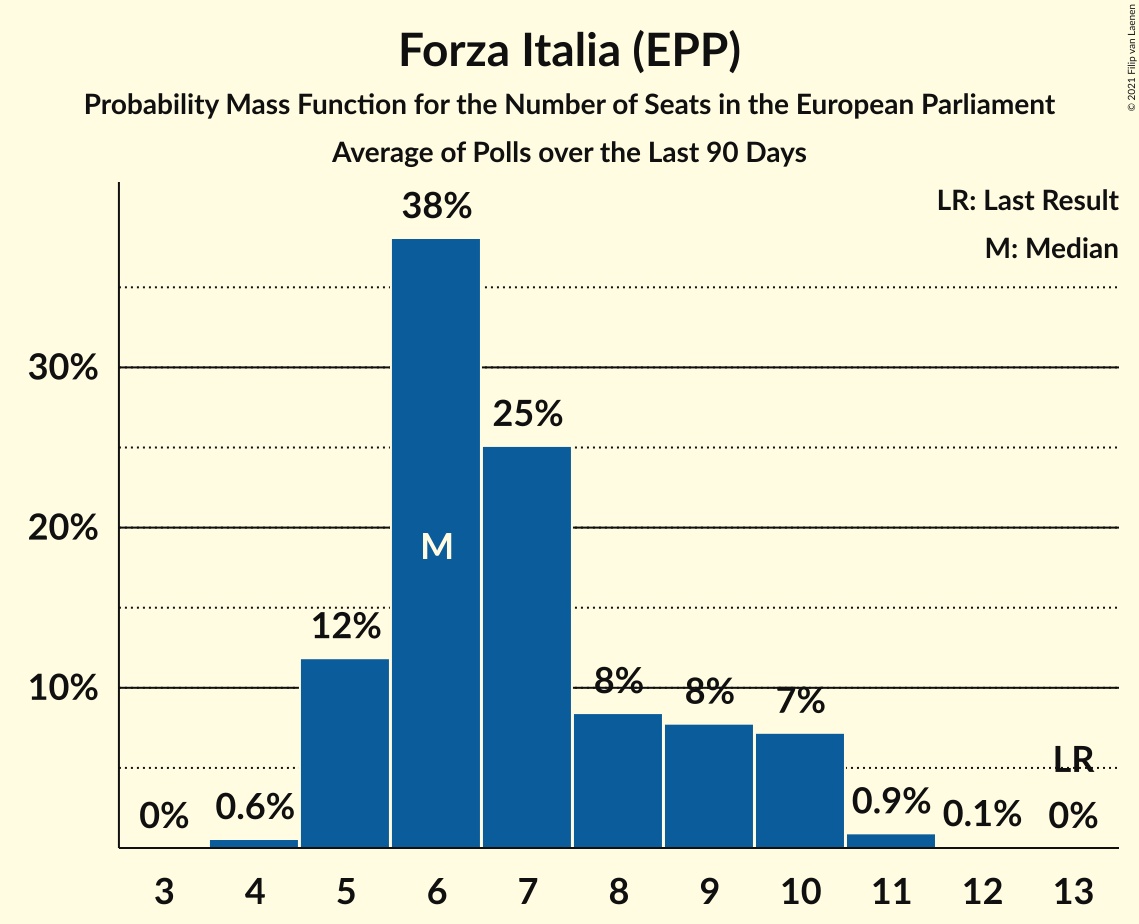 Forza Italia (EPP)
Probability Mass Function for the Number of Seats in the European Parliament
Average of Polls over the Last 90 Days
© 2021 Filip van Laenen
LR: Last Result
M: Median
38%
30%
25%
20%
M
12%
10%
8%
8%
7%
LR
0%
0.6%
0.9%
0.1%
0%
3 4 5 6 7 8 9 10 11 12 13